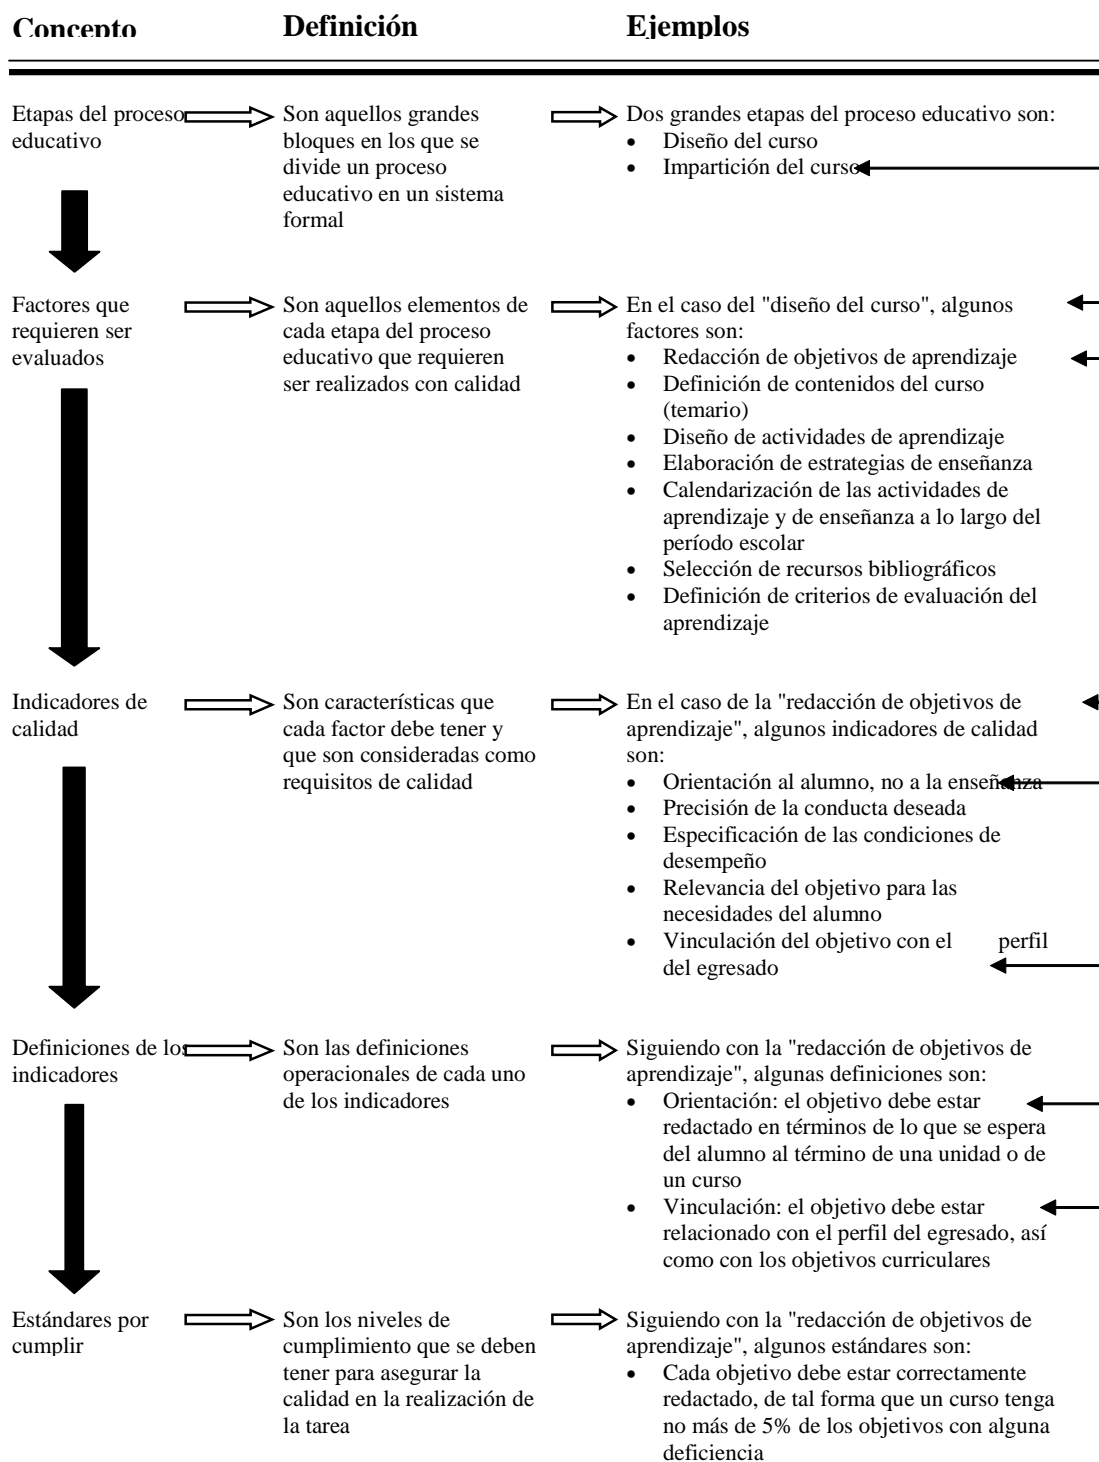 Concepto
Definición
Ejemplos
Etapas del proceso
educativo
Son aquellos grandes
bloques en los que se
divide un proceso
educativo en un sistema
formal
Dos grandes etapas del proceso educativo son:
• Diseño del curso
• Impartición del curso
Factores que
requieren ser
evaluados
Son aquellos elementos de
cada etapa del proceso
educativo que requieren
ser realizados con calidad
En el caso del "diseño del curso", algunos
factores son:
• Redacción de objetivos de aprendizaje
• Definición de contenidos del curso
(temario)
• Diseño de actividades de aprendizaje
• Elaboración de estrategias de enseñanza
• Calendarización de las actividades de
aprendizaje y de enseñanza a lo largo del
período escolar
• Selección de recursos bibliográficos
• Definición de criterios de evaluación del
aprendizaje
Indicadores de
calidad
Son características que
cada factor debe tener y
que son consideradas como
requisitos de calidad
En el caso de la "redacción de objetivos de
aprendizaje", algunos indicadores de calidad
son:
• Orientación al alumno, no a la enseñanza
• Precisión de la conducta deseada
• Especificación de las condiciones de
desempeño
• Relevancia del objetivo para las
necesidades del alumno
• Vinculación del objetivo con el perfil
del egresado
Definiciones de los
indicadores
Son las definiciones
operacionales de cada uno
de los indicadores
Siguiendo con la "redacción de objetivos de
aprendizaje", algunas definiciones son:
• Orientación: el objetivo debe estar
redactado en términos de lo que se espera
del alumno al término de una unidad o de
un curso
• Vinculación: el objetivo debe estar
relacionado con el perfil del egresado, así
como con los objetivos curriculares
Estándares por
cumplir
Son los niveles de
cumplimiento que se deben
tener para asegurar la
calidad en la realización de
la tarea
Siguiendo con la "redacción de objetivos de
aprendizaje", algunos estándares son:
• Cada objetivo debe estar correctamente
redactado, de tal forma que un curso tenga
no más de 5% de los objetivos con alguna
deficiencia